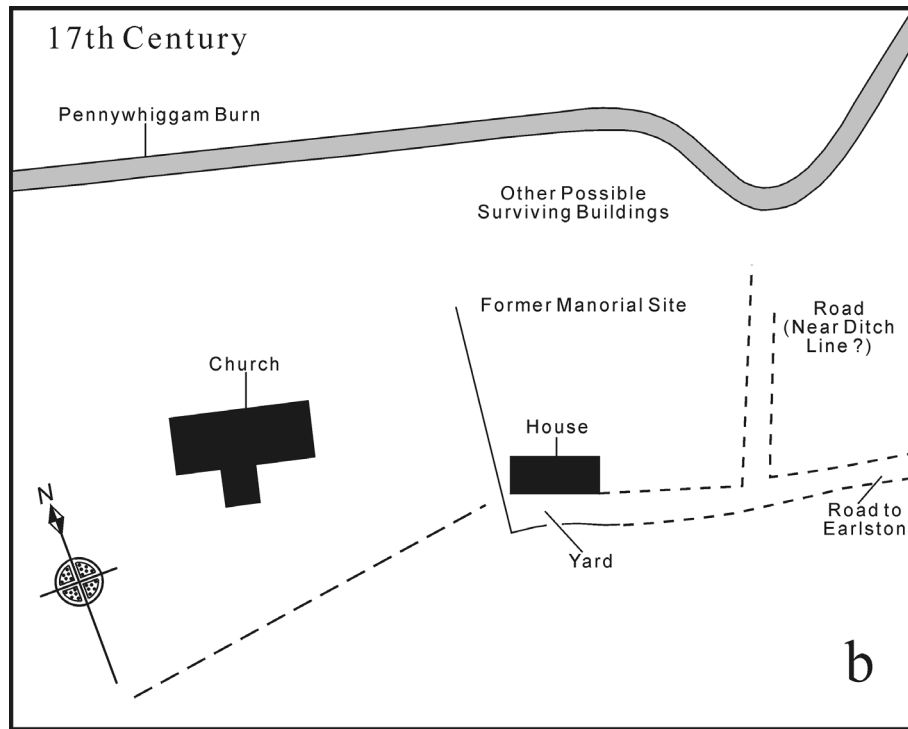 17th Century
Pennywhiggam Burn
Other Possible
Surviving Buildings
Former Manorial Site
Road
(Near Ditch
Line ?)
Church
House
N
Road to
Earlston
Yard
b